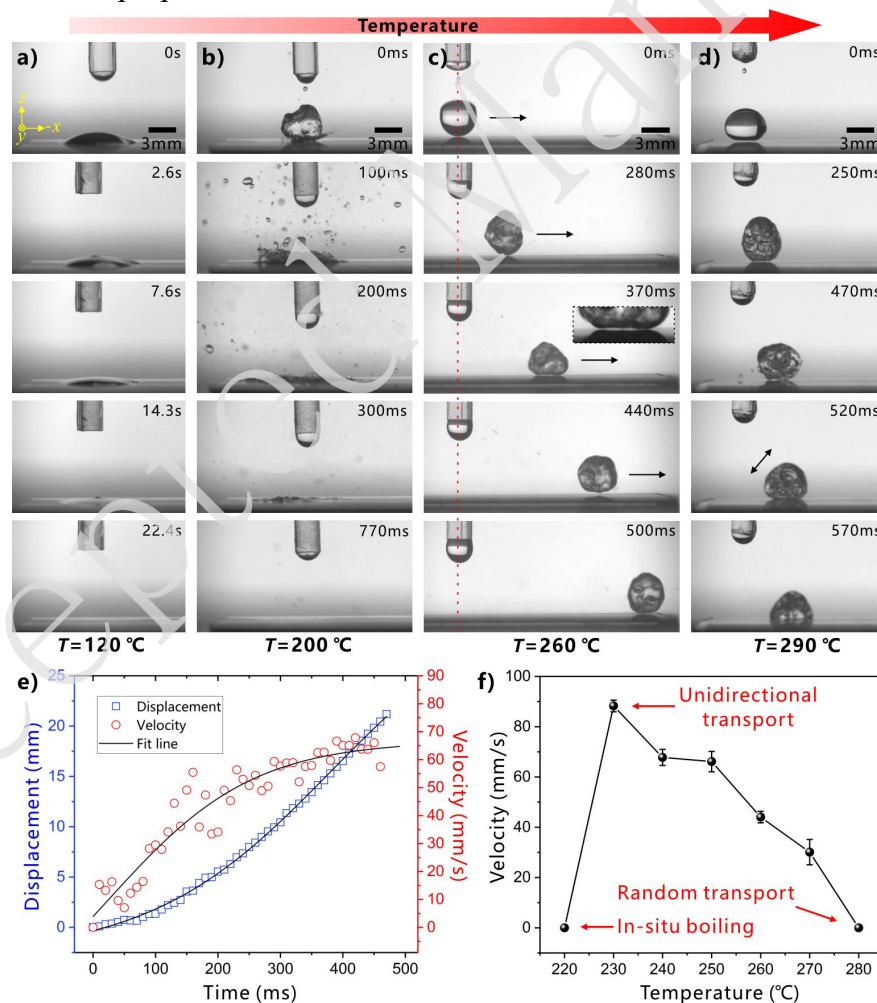 Temperature
a)
0s
z
y
-x
3mm
2.6s
7.6s
14.3s
22.4s
T=120 ℃
b)
0ms
3mm
100ms
200ms
300ms
770ms
T=200 ℃
c)
0ms
3mm
280ms
370ms
440ms
500ms
T=260 ℃
d)
0ms
3mm
250ms
470ms
520ms
570ms
T=290 ℃
e)
Displacement
Velocity
Fit line
Displacement (mm)
25
20
15
10
5
0
Velocity (mm/s)
90
80
70
60
50
40
30
20
10
0
0 100 200 300 400 500
Time (ms)
f)
Velocity (mm/s)
100
80
60
40
20
0
Unidirectional
transport
Random transport
In-situ boiling
220 230 240 250 260 270 280
Temperature (℃)